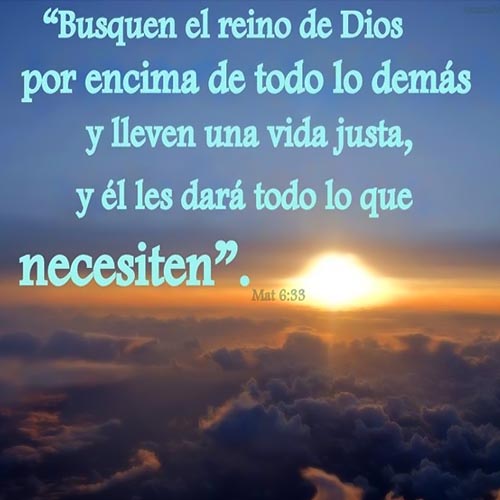 “Busquen el reino de Dios
por encima de todo lo demás
y lleven una vida justa,
y él les dará todo lo que
necesiten”.
Mat 6:33